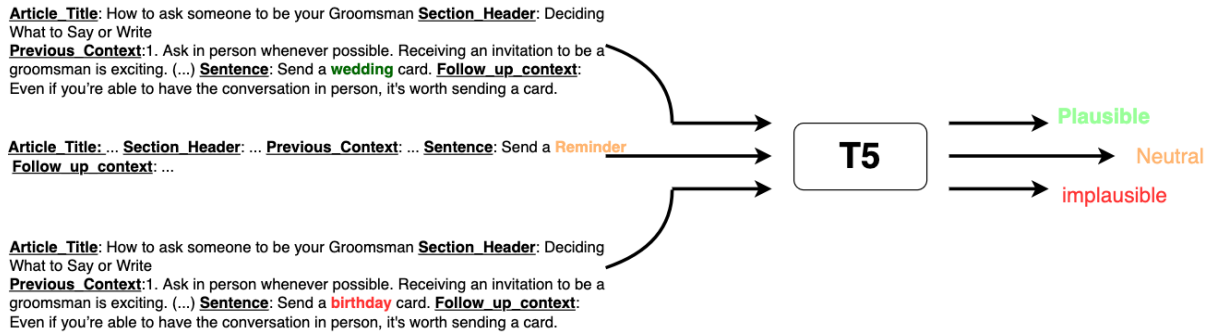 Article_Title: How to ask someone to be your Groomsman Section_Header: Deciding
What to Say or Write
Previous_Context:1. Ask in person whenever possible. Receiving an invitation to be a
groomsman is exciting. (...) Sentence: Send a wedding card. Follow_up_context:
Even if you're able to have the conversation in person, it's worth sending a card.
Article_Title: ... Section_Header: ... Previous_Context: ... Sentence: Send a Reminder
Follow_up_context: ...
Article_Title: How to ask someone to be your Groomsman Section_Header: Deciding
What to Say or Write
Previous_Context:1. Ask in person whenever possible. Receiving an invitation to be a
groomsman is exciting. (...) Sentence: Send a birthday card. Follow_up_context:
Even if you're able to have the conversation in person, it's worth sending a card.
T5
Plausible
Neutral
implausible